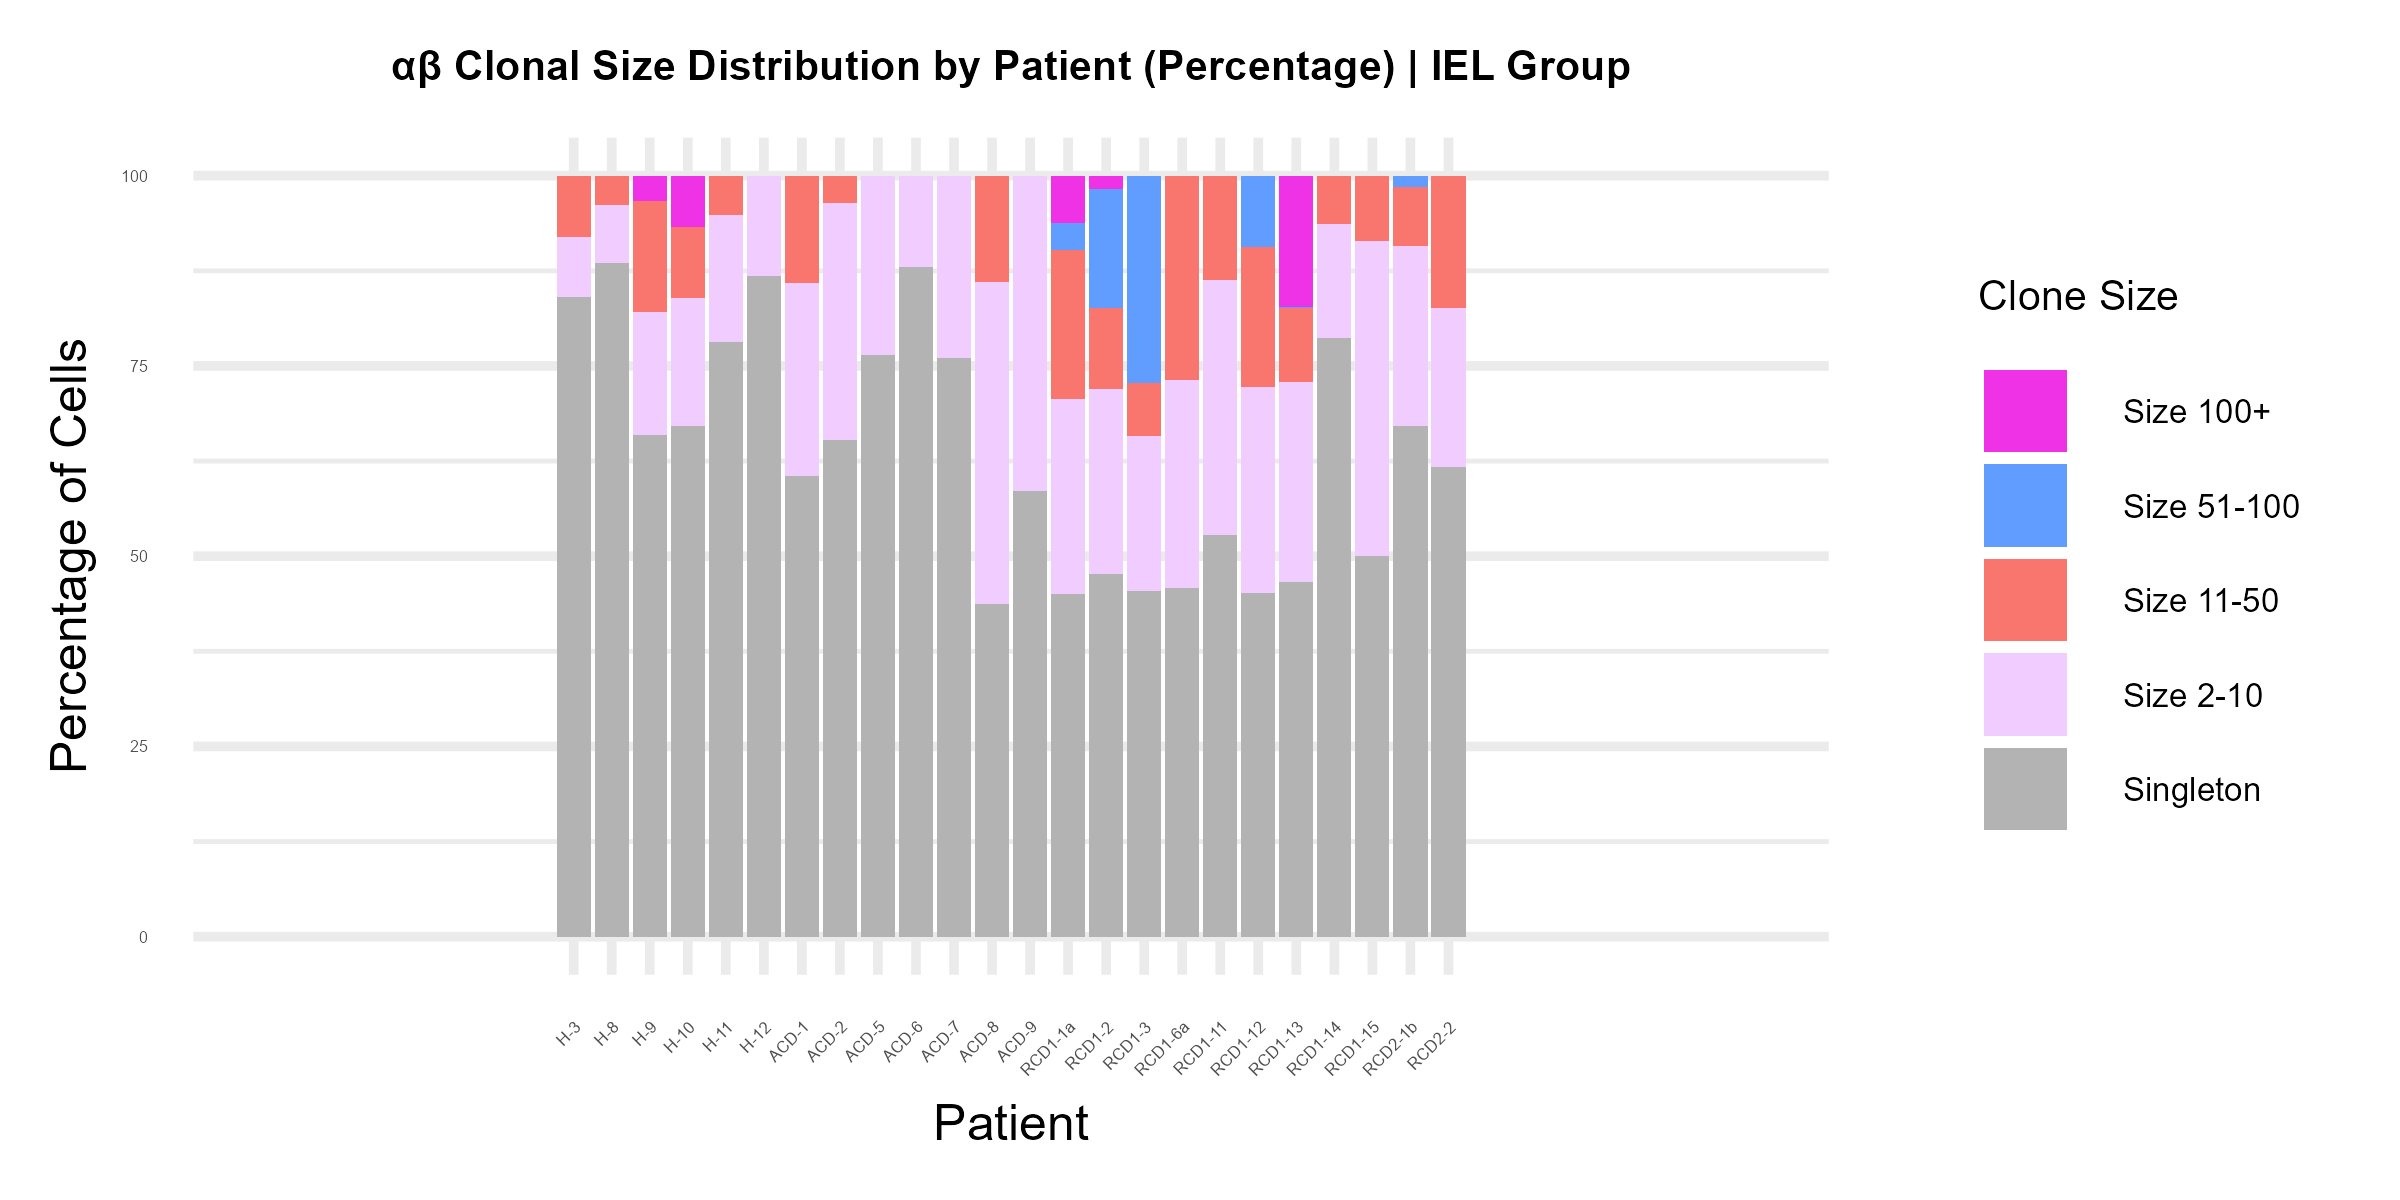 αβ Clonal Size Distribution by Patient (Percentage) | IEL Group
Percentage of Cells
100
75
50
25
0
H-3
H-8
H-9
H-10
H-11
H-12
ACD-1
ACD-2
ACD-5
ACD-6
ACD-7
ACD-8
ACD-9
RCD1-1a
RCD1-2
RCD1-3
RCD1-6a
RCD1-11
RCD1-12
RCD1-13
RCD1-14
RCD1-15
RCD2-1b
RCD2-2
Patient
Clone Size
Size 100+
Size 51-100
Size 11-50
Size 2-10
Singleton